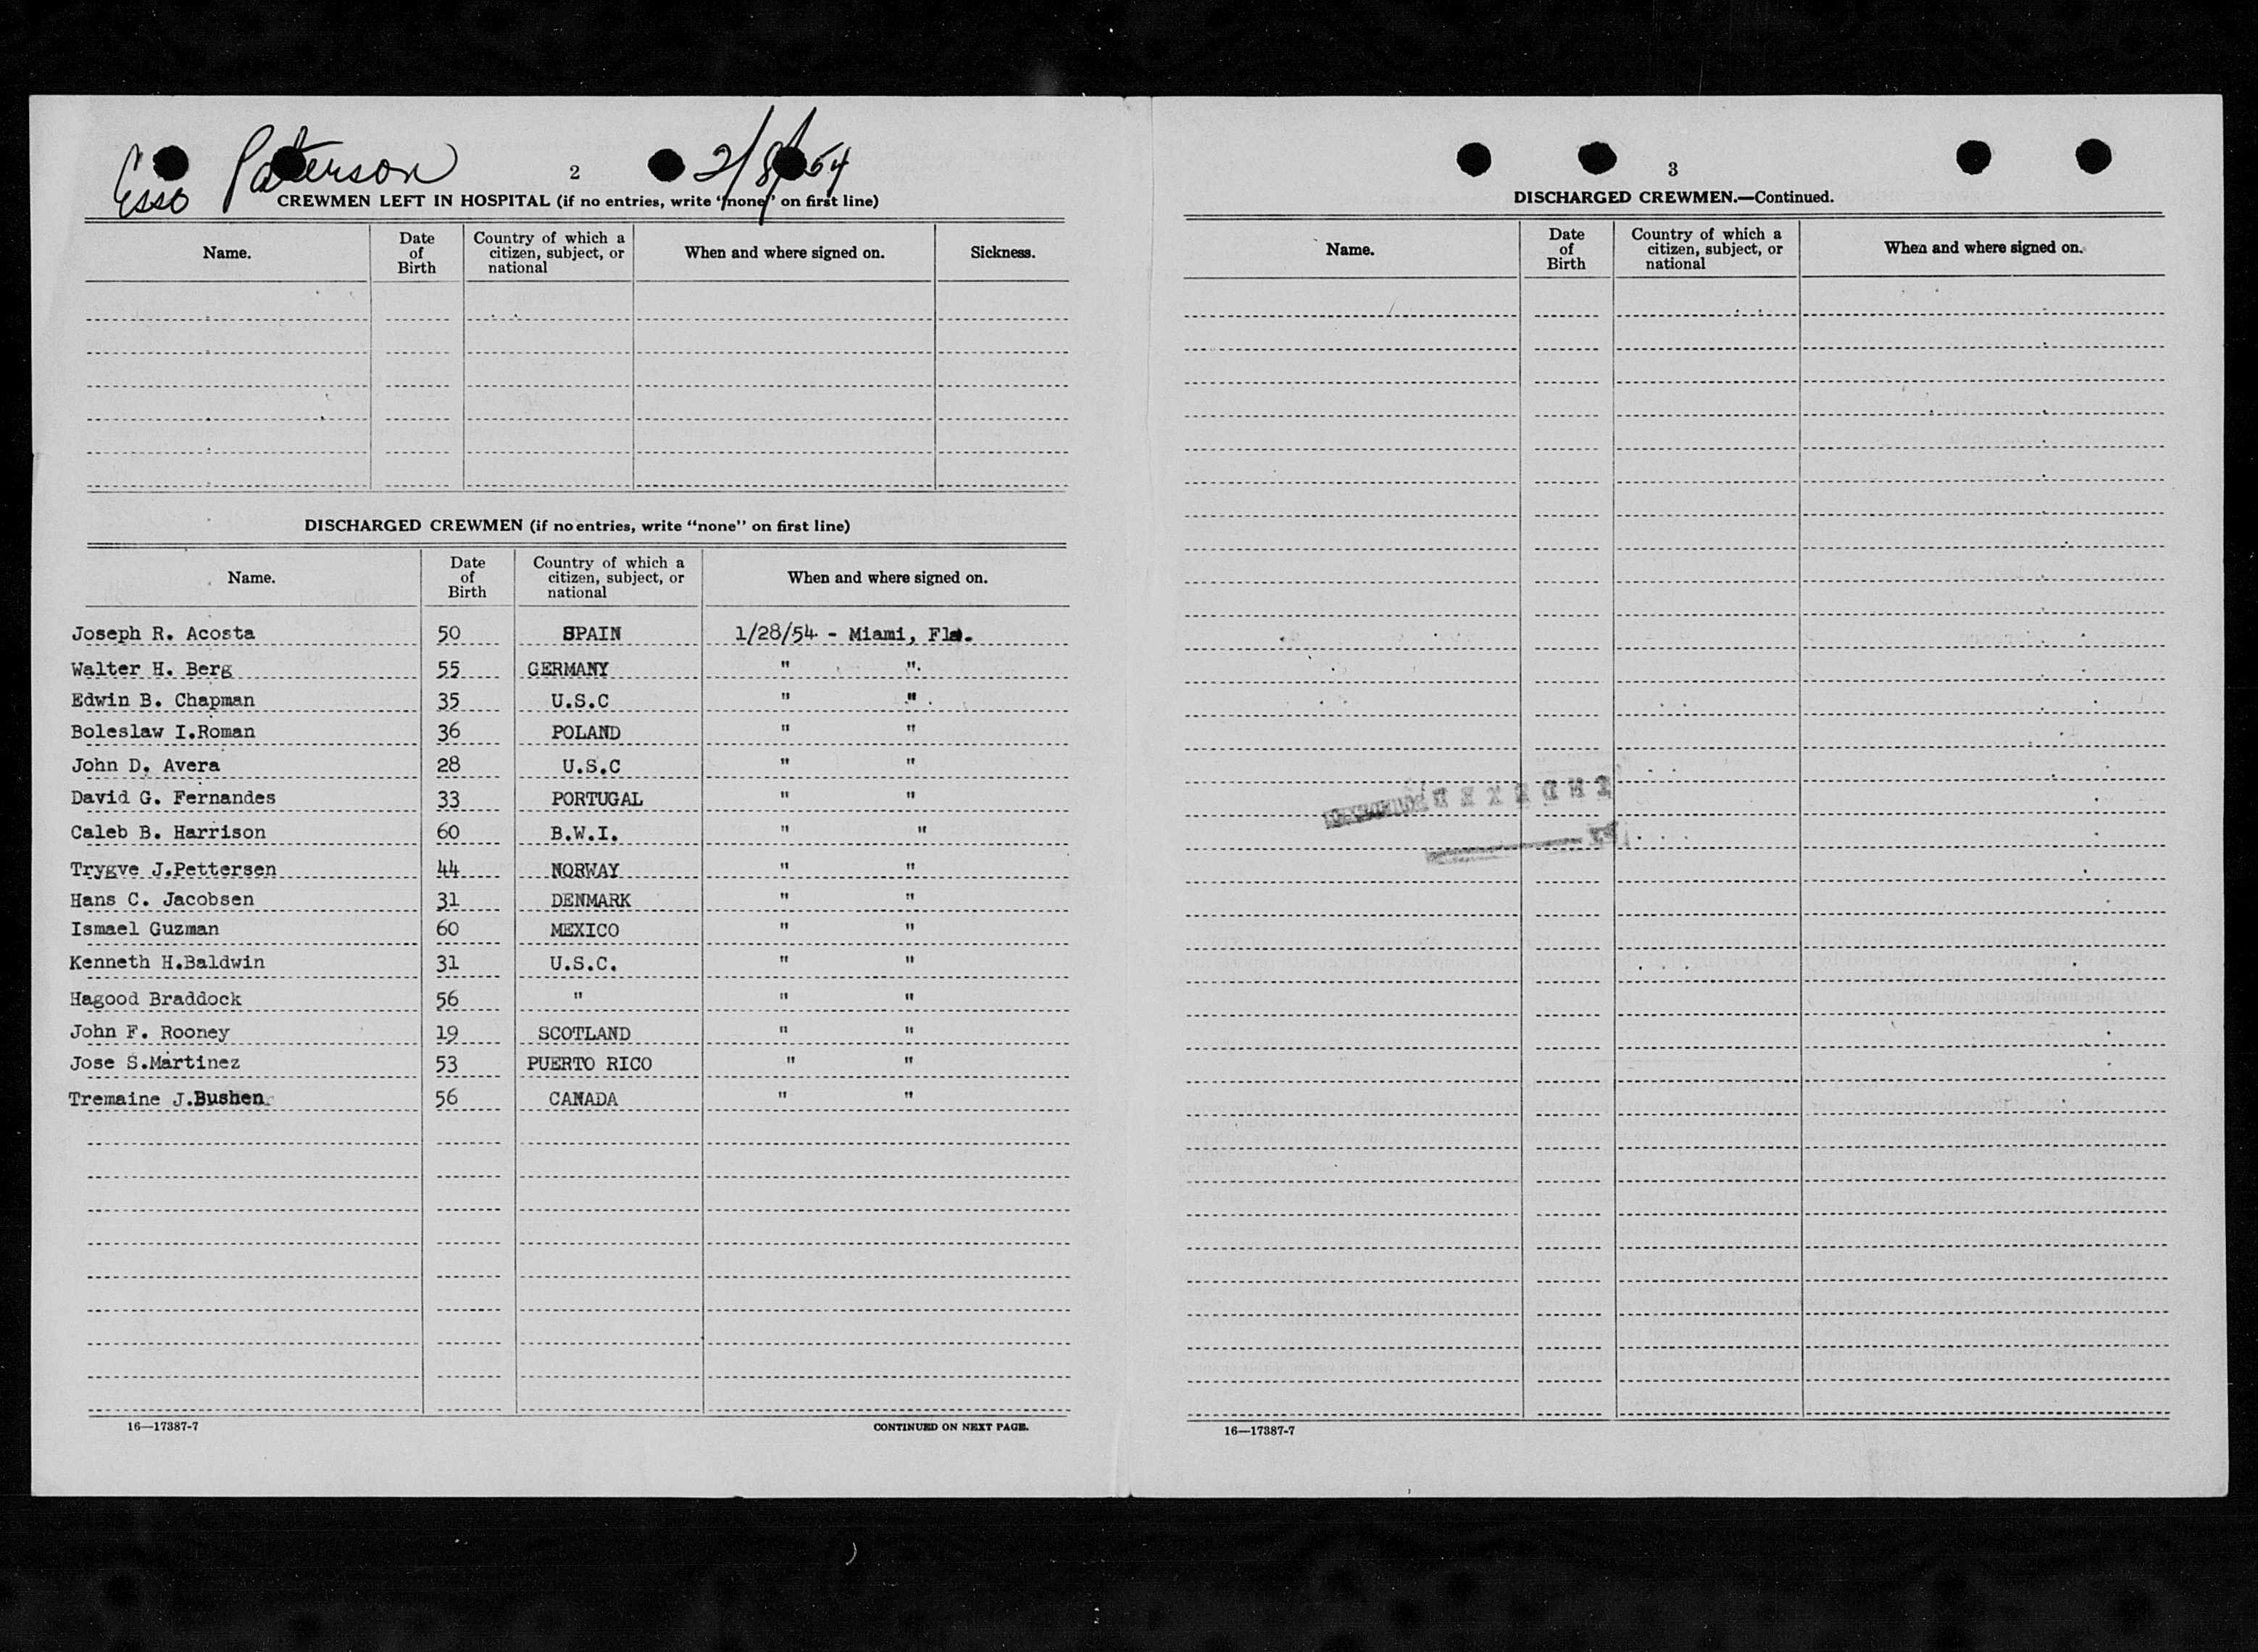 Esso Paterson 2 2/8/54
CREWMEN LEFT IN HOSPITAL (if no entries, write "none" on first line)
Name. Date of Birth Country of which a citizen, subject, or national When and where signed on. Sickness.
DISCHARGED CREWMEN (if no entries, write "none" on first line)
Name. Date of Birth Country of which a citizen, subject, or national When and where signed on.
Joseph R. Acosta 50 SPAIN 1/28/54 - Miami, Fla.
Walter H. Berg 55 GERMANY " ".
Edwin B. Chapman 35 U.S.C " ".
Boleslaw I.Roman 36 POLAND " "
John D. Avera 28 U.S.C " "
David G. Fernandes 33 PORTUGAL " "
Caleb B. Harrison 60 B.W.I. " "
Trygve J.Pettersen 44 NORWAY " "
Hans C. Jacobsen 31 DENMARK " "
Ismael Guzman 60 MEXICO " "
Kenneth H.Baldwin 31 U.S.C. " "
Hagood Braddock 56 " " "
John F. Rooney 19 SCOTLAND " "
Jose S.Martinez 53 PUERTO RICO " "
Tremaine J.Bushen 56 CANADA " "
16—17387-7 CONTINUED ON NEXT PAGE.
3
DISCHARGED CREWMEN.—Continued.
Name. Date of Birth Country of which a citizen, subject, or national When and where signed on.
16—17387-7